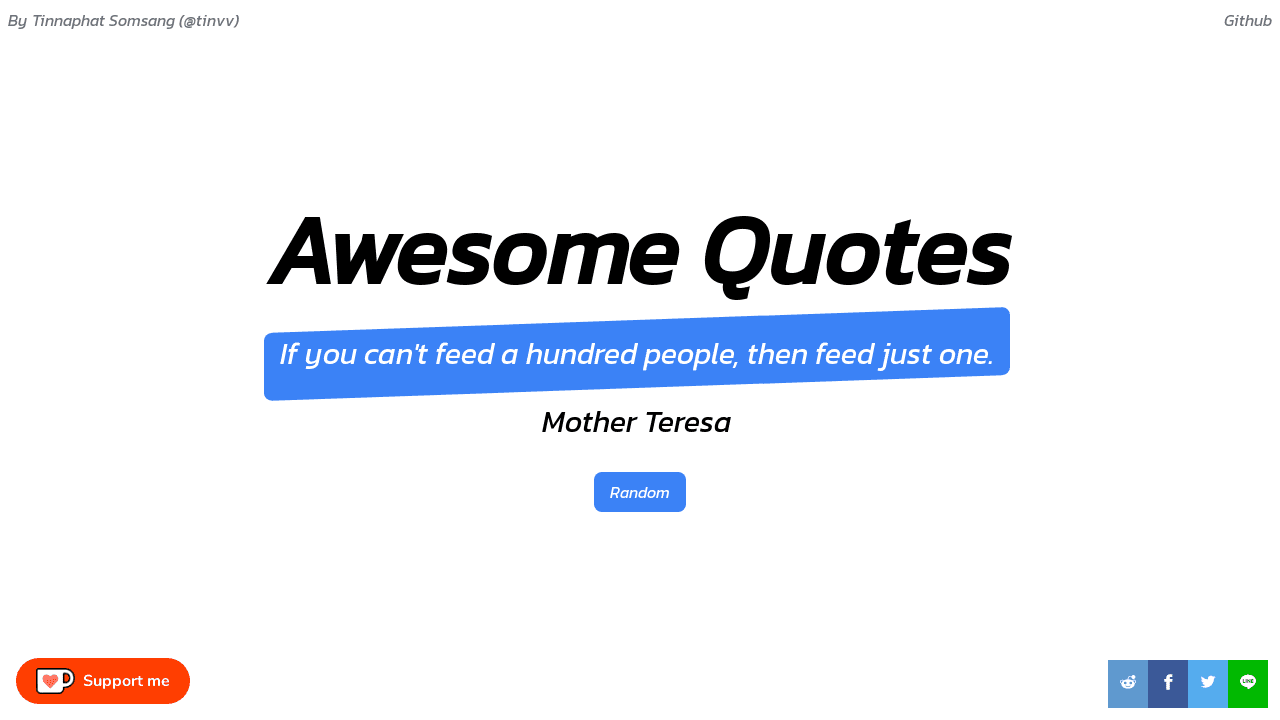 By Tinnaphat Somsang (@tinvv)
Github
Awesome Quotes
If you can't feed a hundred people, then feed just one.
Mother Teresa
Random
Support me
LINE